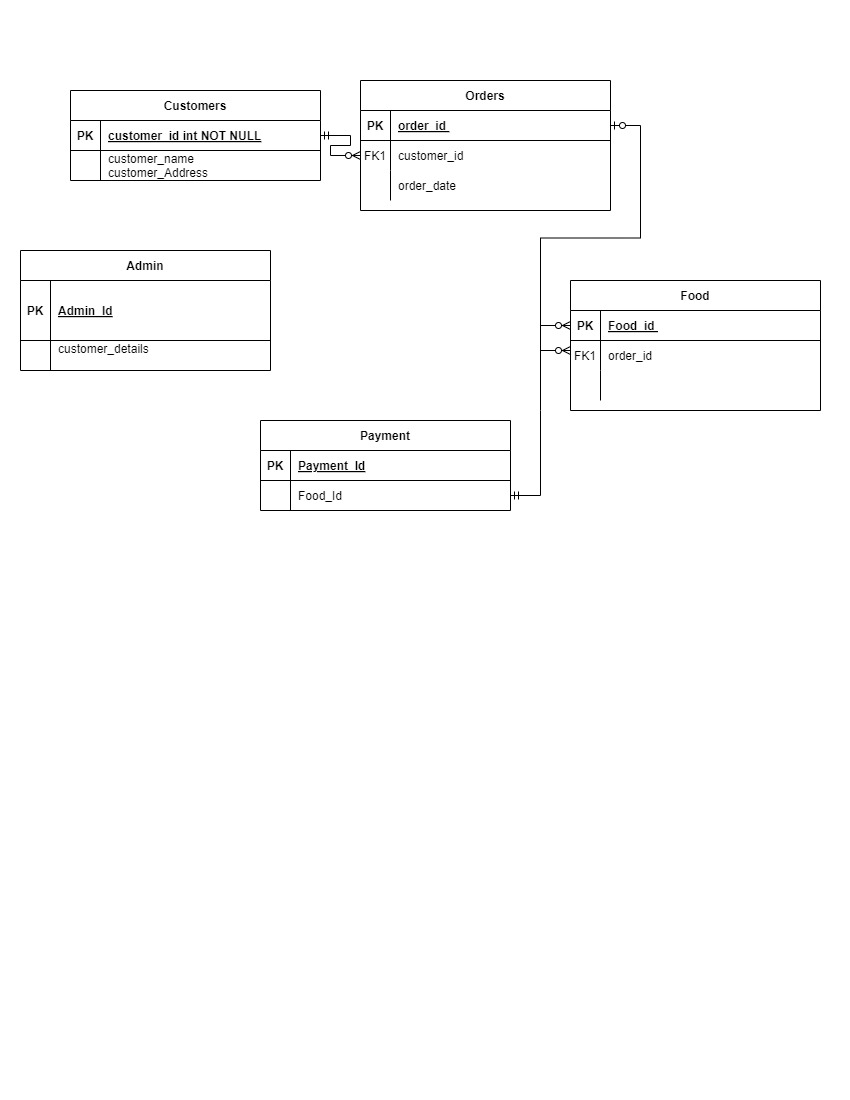 Customers
PK customer_id int NOT NULL
customer_name
customer_Address
Orders
PK order_id
FK1 customer_id
order_date
Admin
PK Admin_Id
customer_details
Food
PK Food_id
FK1 order_id
Payment
PK Payment_Id
Food_Id